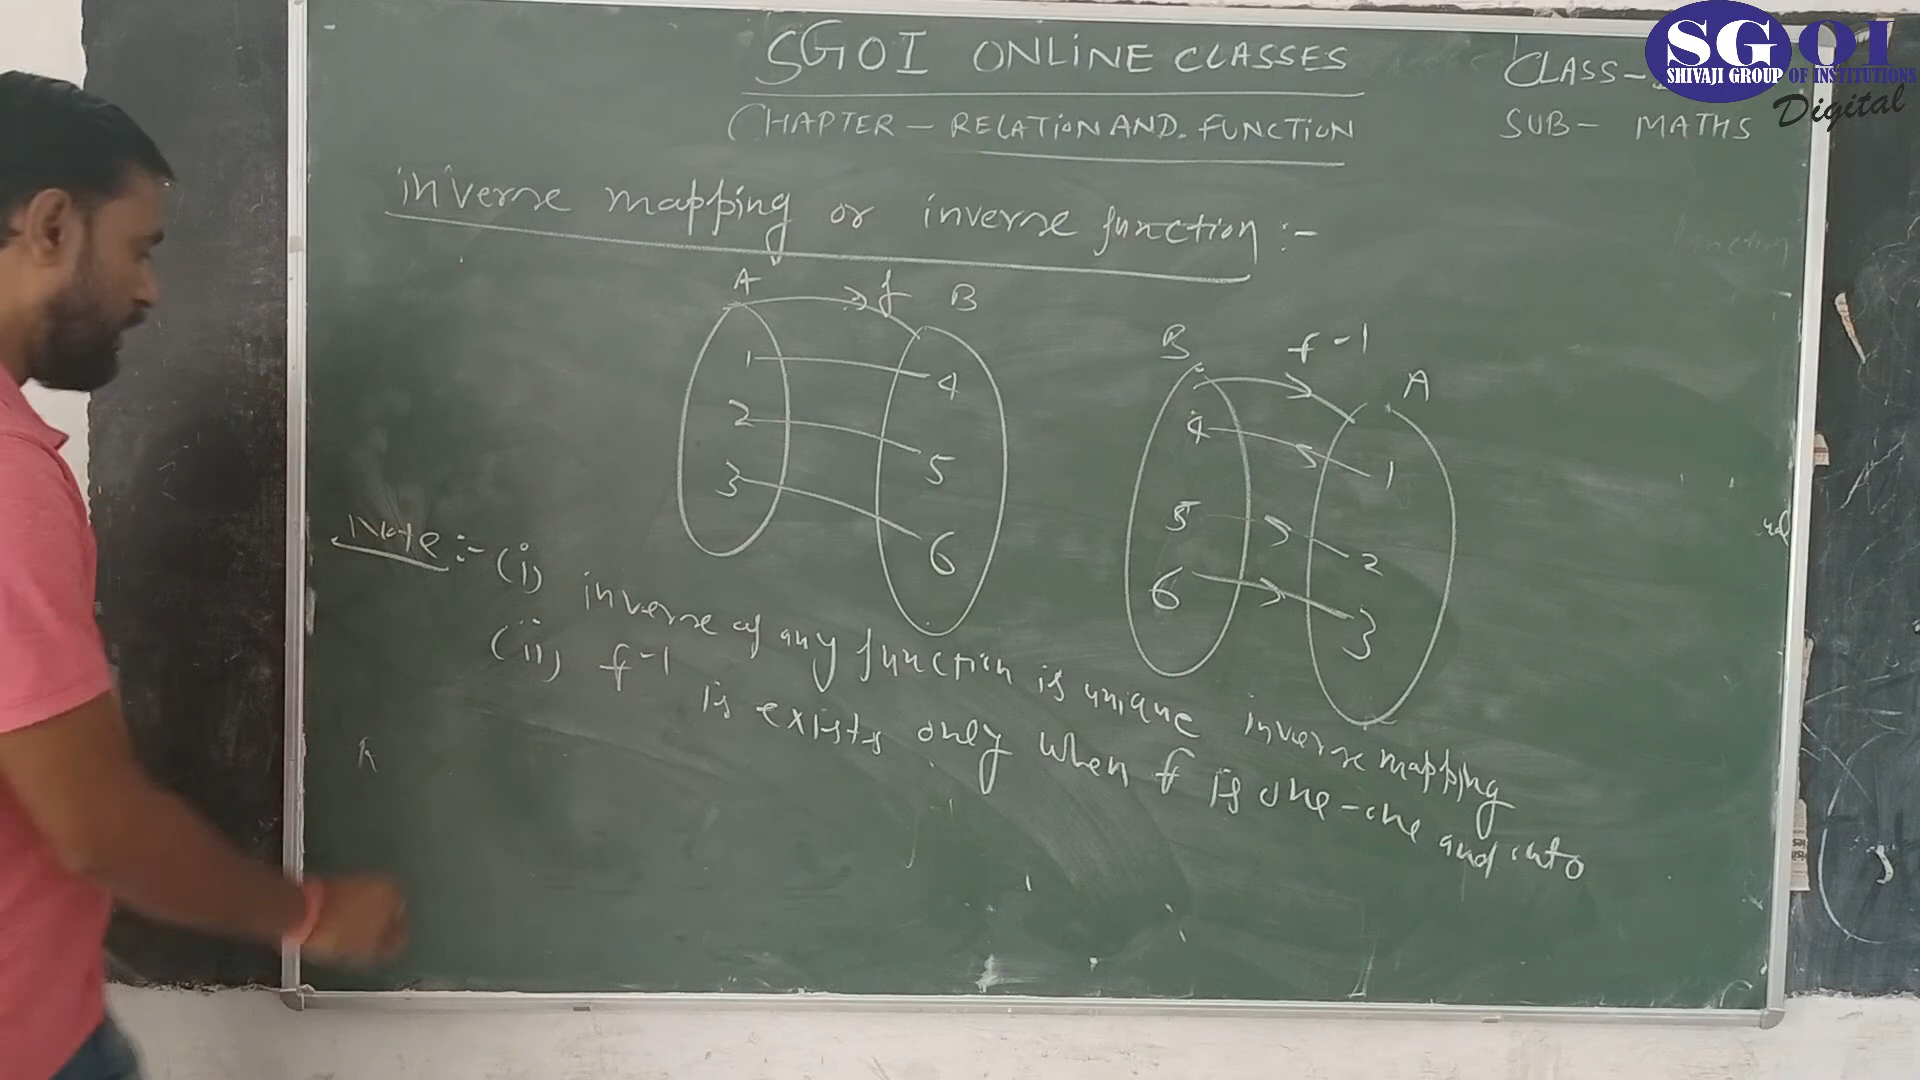 SGOI ONLINE CLASSES
CLASS-
SGOI
SHIVAJI GROUP OF INSTITUTIONS
Digital
CHAPTER - RELATION AND. FUNCTION
SUB - MATHS
inverse mapping or inverse function :-
A f B
1 4
2 5
3 6
B f -1 A
4 1
5 2
6 3
Note :- (i) inverse of any function is unique inverse mapping
(ii) f -1 is exists only when f is one-one and into